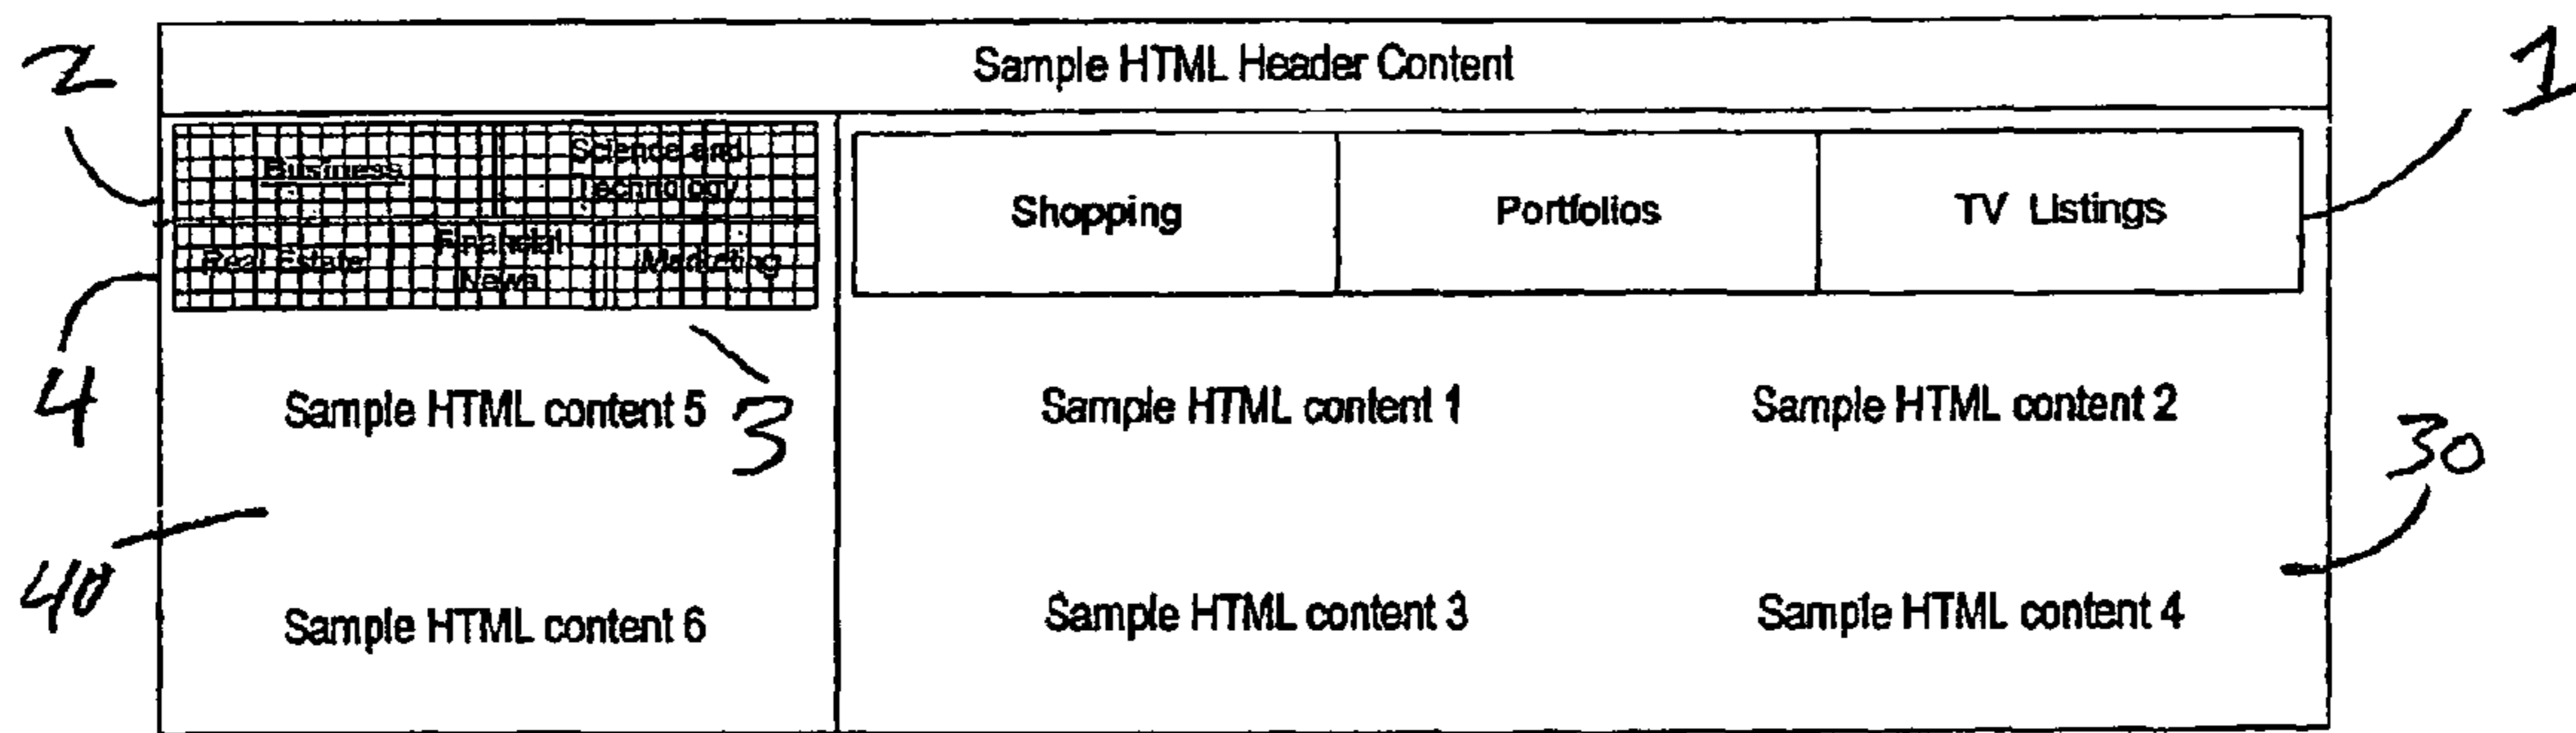 Sample HTML Header Content
2
1
Business
Science and
Technology
Shopping
Portfolios
TV Listings
Real Estate
Financial
News
Marketing
4
3
Sample HTML content 5
Sample HTML content 1
Sample HTML content 2
30
40
Sample HTML content 6
Sample HTML content 3
Sample HTML content 4